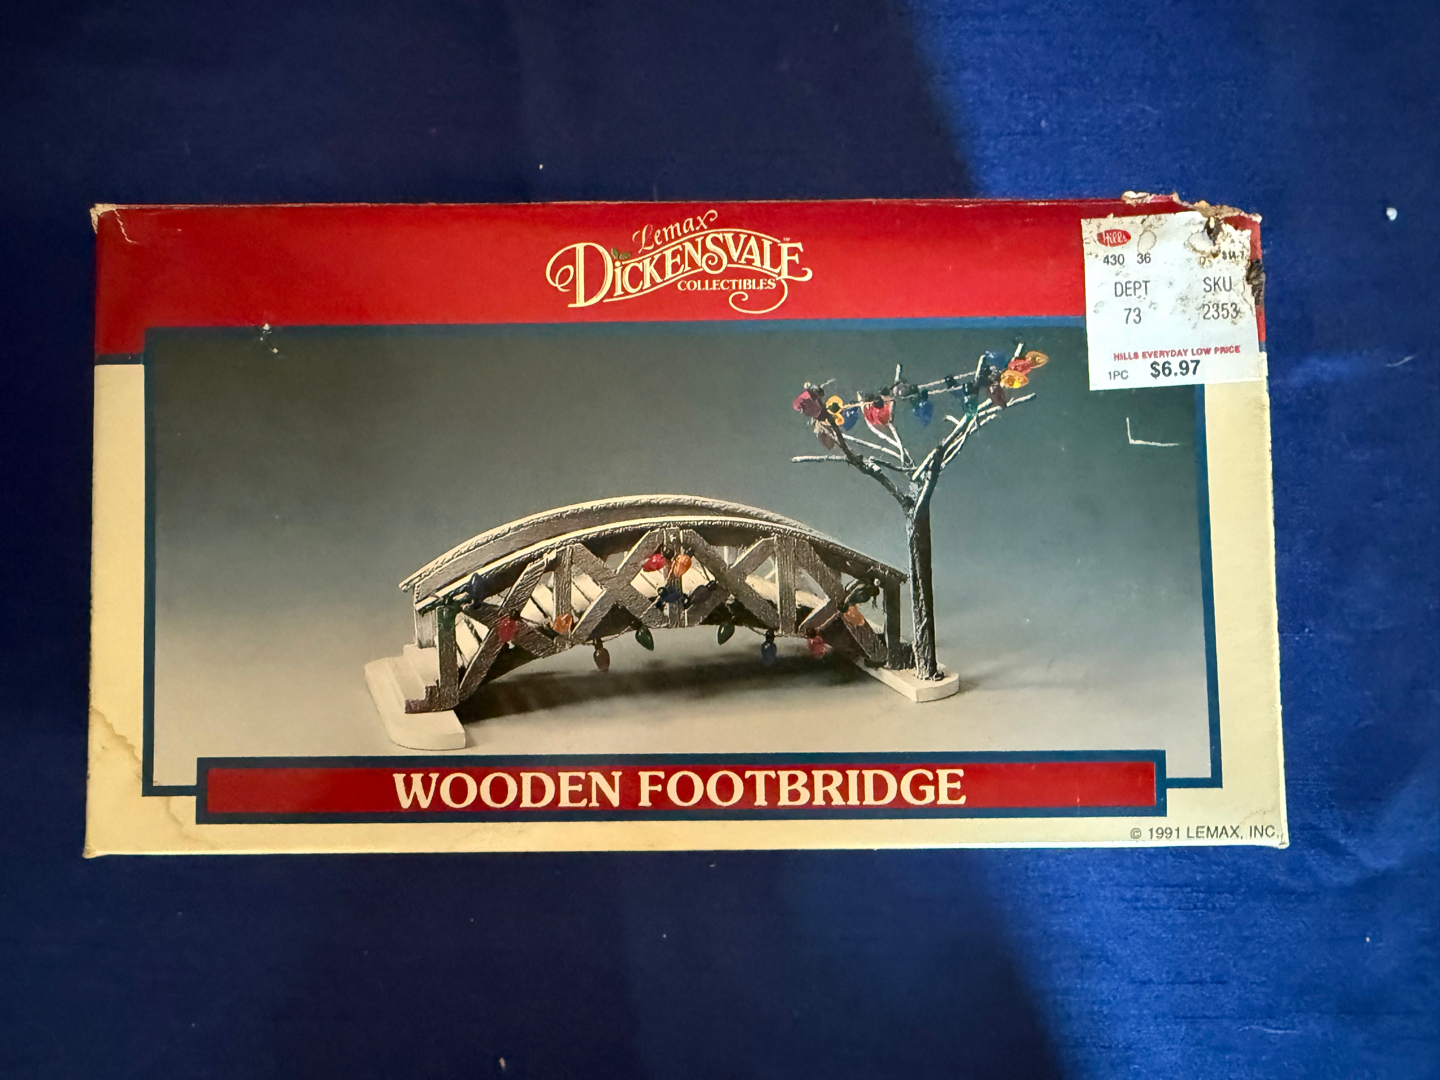 Lemax
DICKENSVALE
COLLECTIBLES
Hills
430 36
DEPT SKU
73 2353
HILLS EVERYDAY LOW PRICE
1PC $6.97
WOODEN FOOTBRIDGE
© 1991 LEMAX, INC.